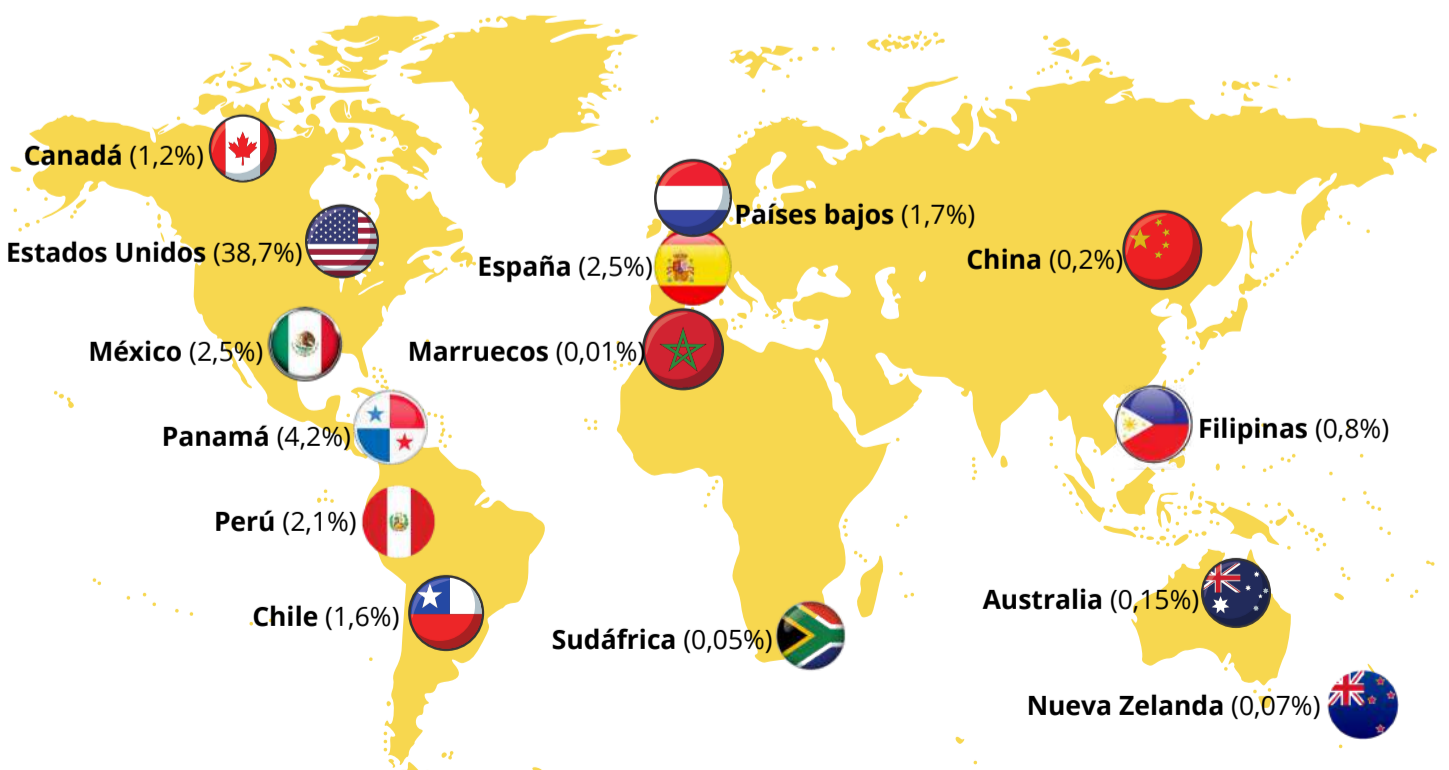 Canadá (1,2%)
Países bajos (1,7%)
Estados Unidos (38,7%)
España (2,5%)
China (0,2%)
México (2,5%)
Marruecos (0,01%)
Panamá (4,2%)
Filipinas (0,8%)
Perú (2,1%)
Chile (1,6%)
Australia (0,15%)
Sudáfrica (0,05%)
Nueva Zelanda (0,07%)